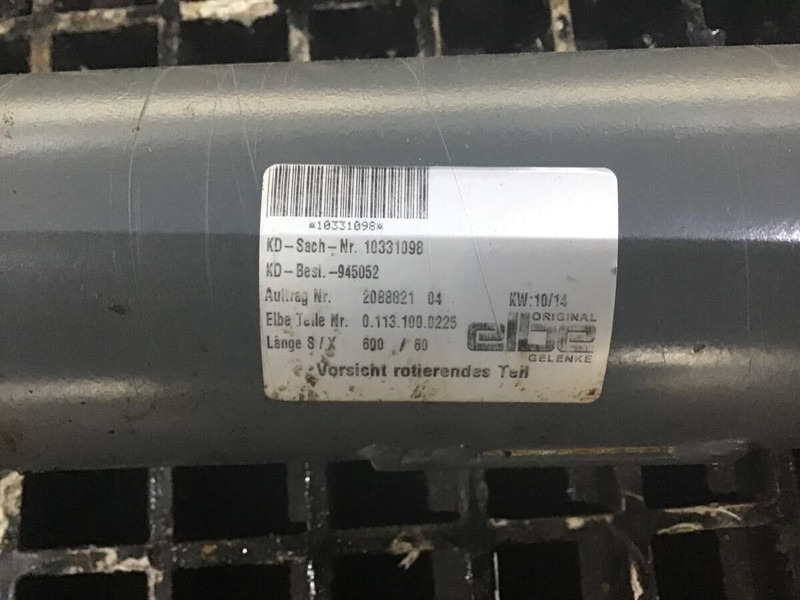 *10331098*
KD-Sach-Nr. 10331098
KD-Best.-945052
Auftrag Nr. 2088821 04 KW:10/14
Elbe Teile Nr. 0.113.100.0225
Länge S/X 600 / 60
ORIGINAL
elbe
GELENKE
Vorsicht rotierendes Teil